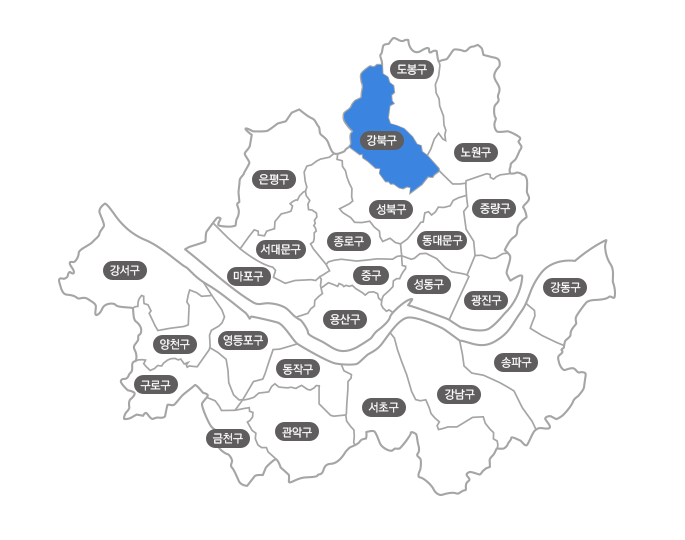 도봉구
강북구
노원구
은평구
성북구
중랑구
서대문구
종로구
동대문구
강서구
마포구
중구
성동구
광진구
강동구
용산구
양천구
영등포구
동작구
송파구
구로구
강남구
서초구
금천구
관악구